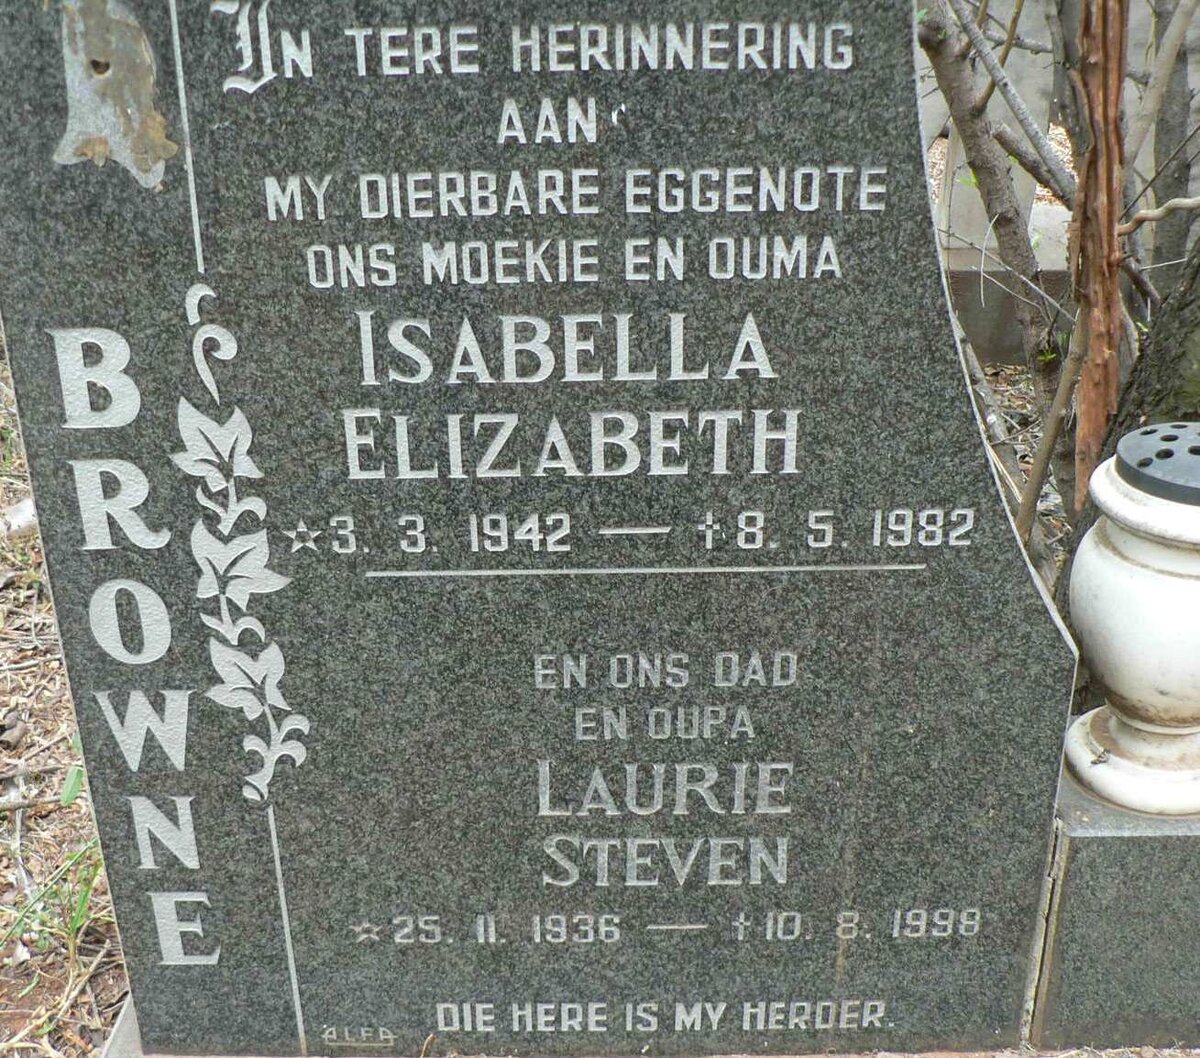 BROWNE
IN TERE HERINNERING
AAN
MY DIERBARE EGGENOTE
ONS MOEKIE EN OUMA
ISABELLA
ELIZABETH
☆3. 3. 1942 — †8. 5. 1982
EN ONS DAD
EN OUPA
LAURIE
STEVEN
☆25. 11. 1936 — †10. 8. 1998
DIE HERE IS MY HERDER.
ALFA